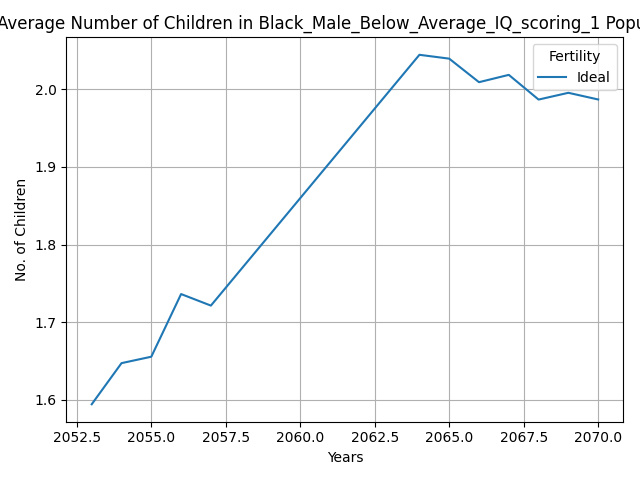 Average Number of Children in Black_Male_Below_Average_IQ_scoring_1 Popu
Fertility
Ideal
2.0
1.9
1.8
1.7
1.6
No. of Children
2052.5 2055.0 2057.5 2060.0 2062.5 2065.0 2067.5 2070.0
Years